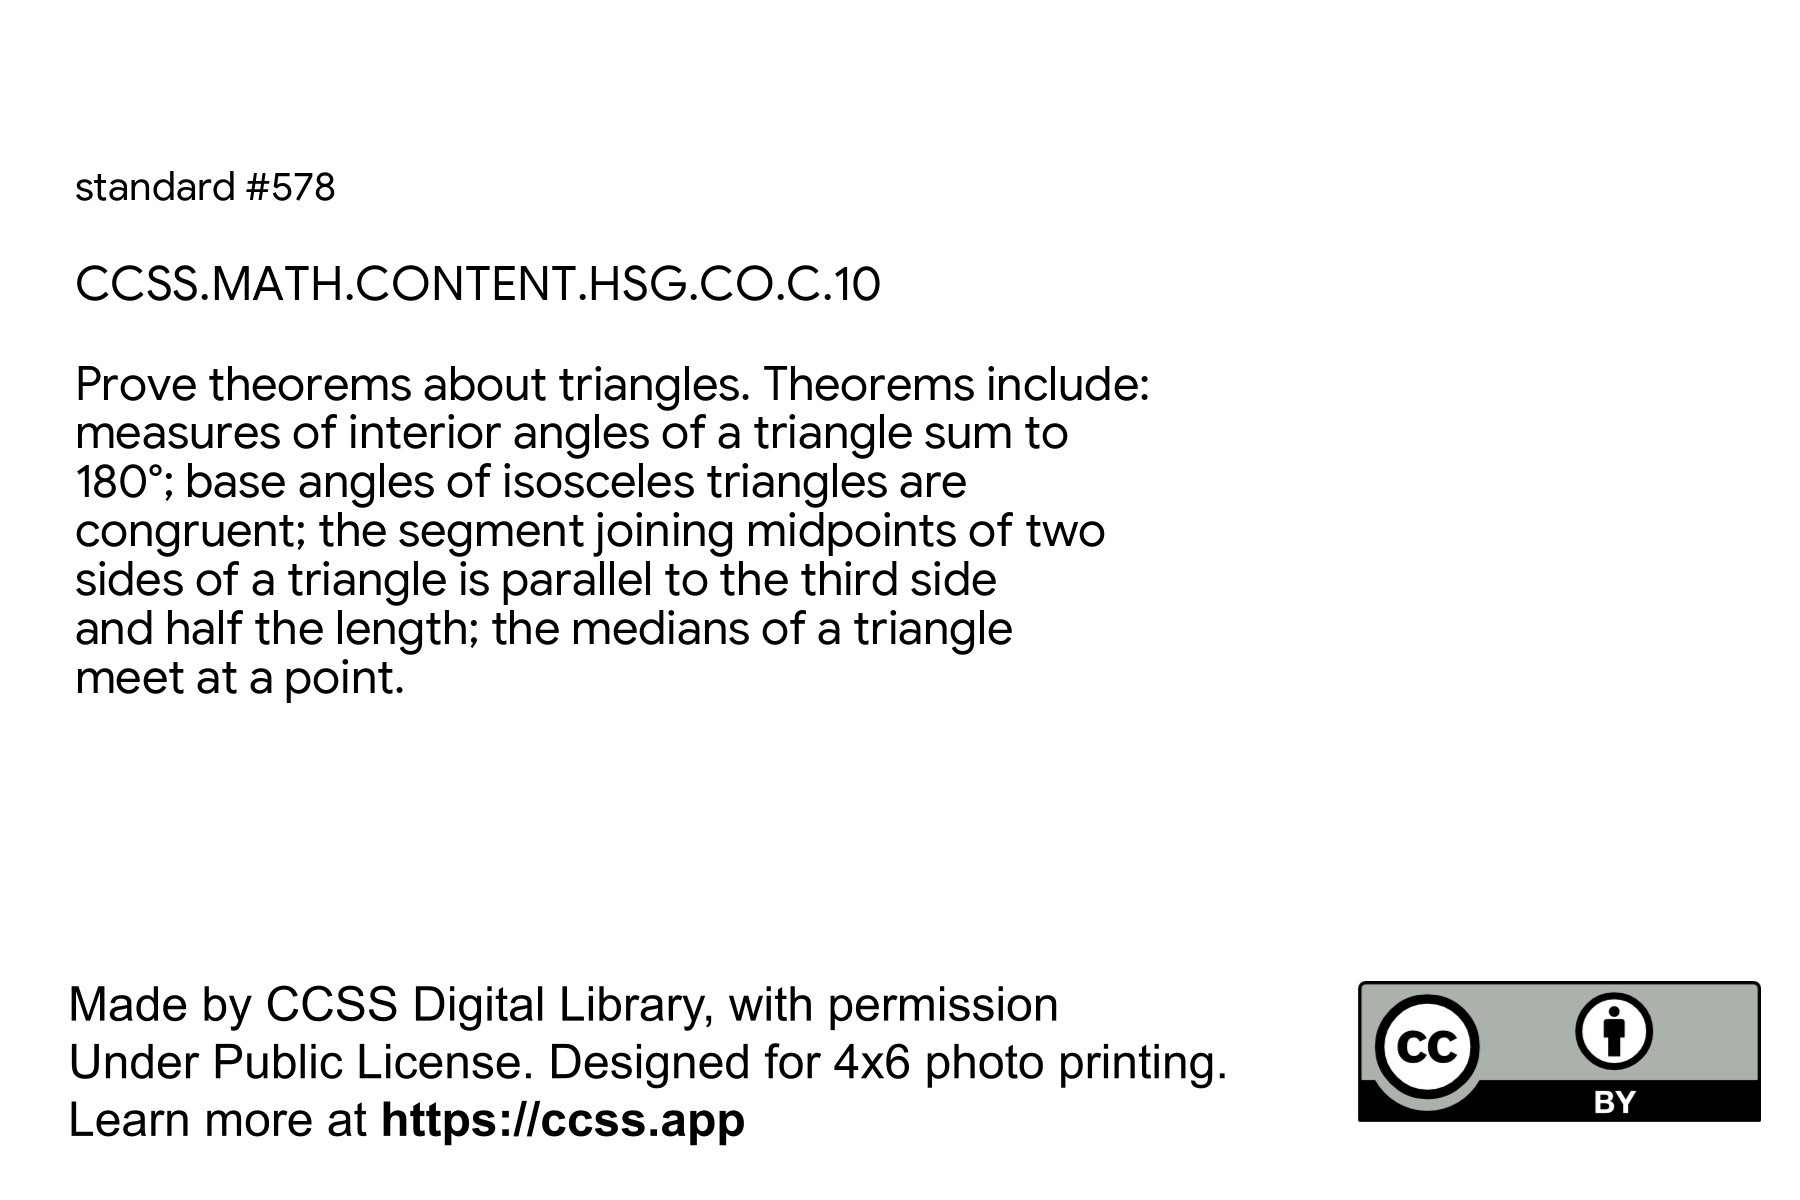 standard #578
CCSS.MATH.CONTENT.HSG.CO.C.10
Prove theorems about triangles. Theorems include:
measures of interior angles of a triangle sum to
180°; base angles of isosceles triangles are
congruent; the segment joining midpoints of two
sides of a triangle is parallel to the third side
and half the length; the medians of a triangle
meet at a point.
Made by CCSS Digital Library, with permission
Under Public License. Designed for 4x6 photo printing.
Learn more at https://ccss.app
CC
BY